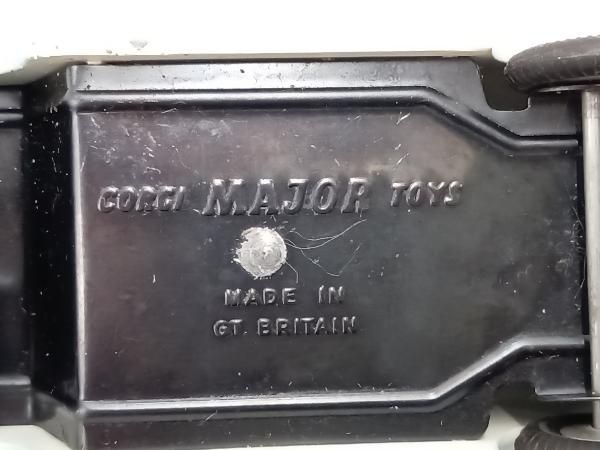 CORGI MAJOR TOYS
MADE IN
GT. BRITAIN